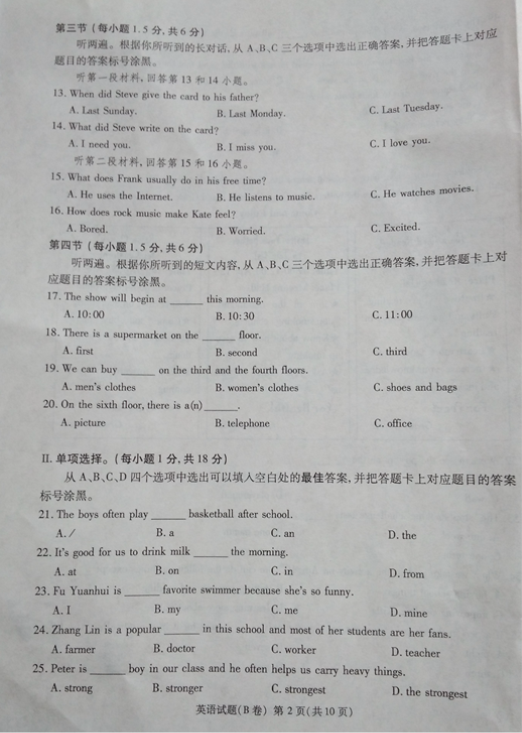 第三节 (每小题 1. 5 分, 共 6 分)
听两遍。根据你所听到的长对话, 从 A、B、C 三个选项中选出正确答案, 并把答题卡上对应
题目的答案标号涂黑。
听第一段材料, 回答第 13 和 14 小题。
13. When did Steve give the card to his father?
A. Last Sunday. B. Last Monday. C. Last Tuesday.
14. What did Steve write on the card?
A. I need you. B. I miss you. C. I love you.
听第二段材料, 回答第 15 和 16 小题。
15. What does Frank usually do in his free time?
A. He uses the Internet. B. He listens to music. C. He watches movies.
16. How does rock music make Kate feel?
A. Bored. B. Worried. C. Excited.
第四节 (每小题 1. 5 分, 共 6 分)
听两遍。根据你所听到的短文内容, 从 A、B、C 三个选项中选出正确答案, 并把答题卡上对
应题目的答案标号涂黑。
17. The show will begin at ______ this morning.
A. 10:00 B. 10:30 C. 11:00
18. There is a supermarket on the ______ floor.
A. first B. second C. third
19. We can buy ______ on the third and the fourth floors.
A. men's clothes B. women's clothes C. shoes and bags
20. On the sixth floor, there is a(n)______.
A. picture B. telephone C. office
II. 单项选择。(每小题 1 分, 共 18 分)
从 A、B、C、D 四个选项中选出可以填入空白处的最佳答案, 并把答题卡上对应题目的答案
标号涂黑。
21. The boys often play ______ basketball after school.
A. / B. a C. an D. the
22. It's good for us to drink milk ______ the morning.
A. at B. on C. in D. from
23. Fu Yuanhui is ______ favorite swimmer because she's so funny.
A. I B. my C. me D. mine
24. Zhang Lin is a popular ______ in this school and most of her students are her fans.
A. farmer B. doctor C. worker D. teacher
25. Peter is ______ boy in our class and he often helps us carry heavy things.
A. strong B. stronger C. strongest D. the strongest
英语试题(B 卷) 第 2 页(共 10 页)